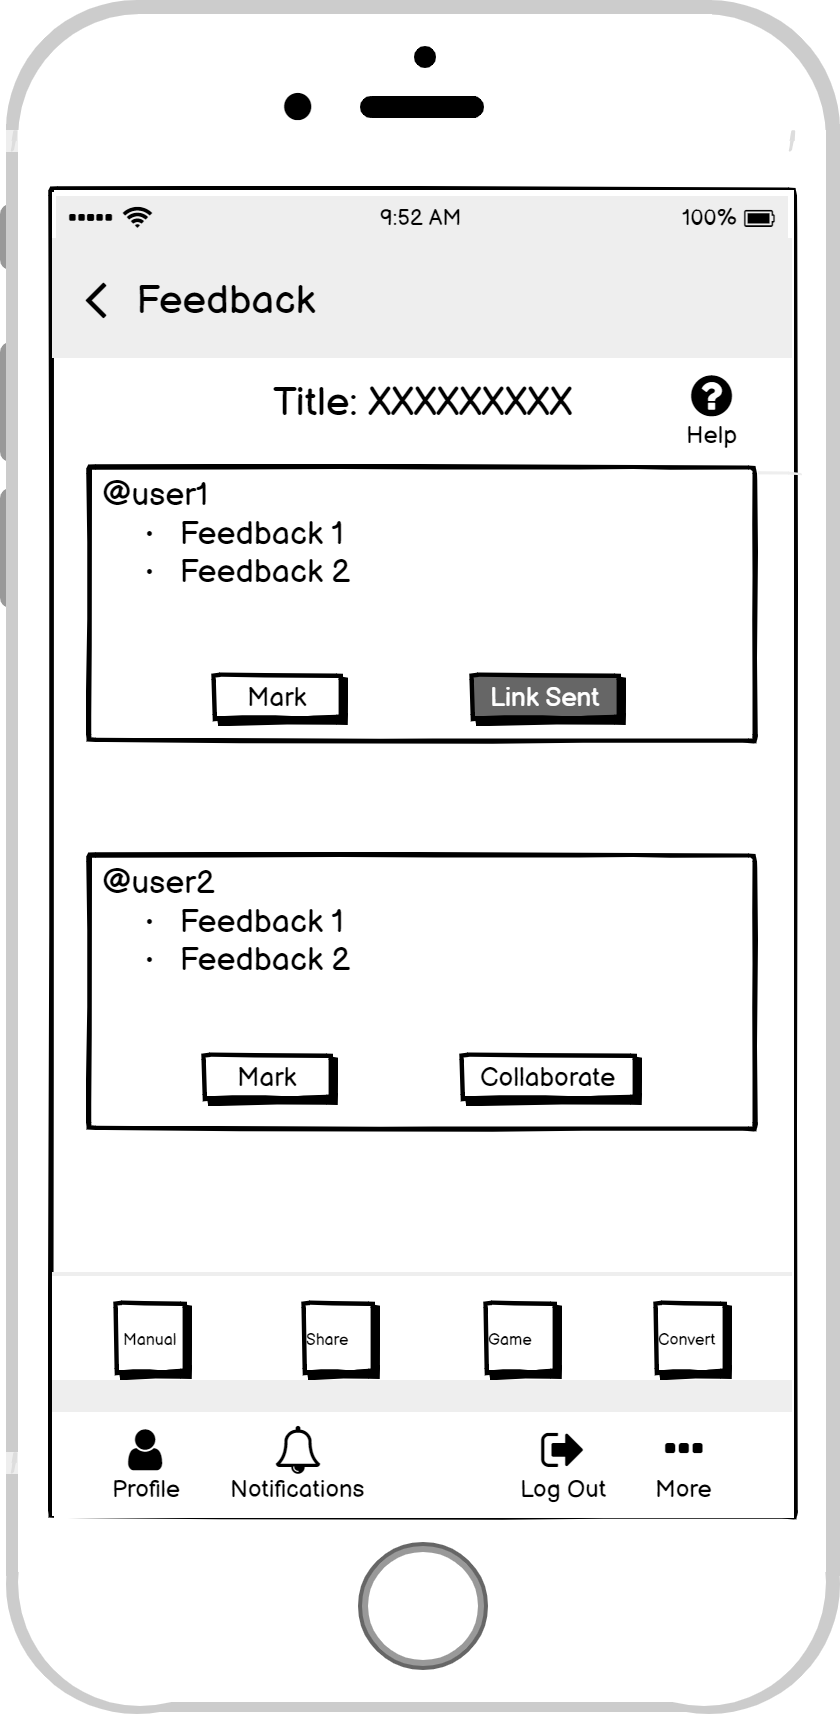 9:52 AM 100%
Feedback
Title: XXXXXXXXX
Help
@user1
· Feedback 1
· Feedback 2
Mark Link Sent
@user2
· Feedback 1
· Feedback 2
Mark Collaborate
Manual Share Game Convert
Profile Notifications Log Out More